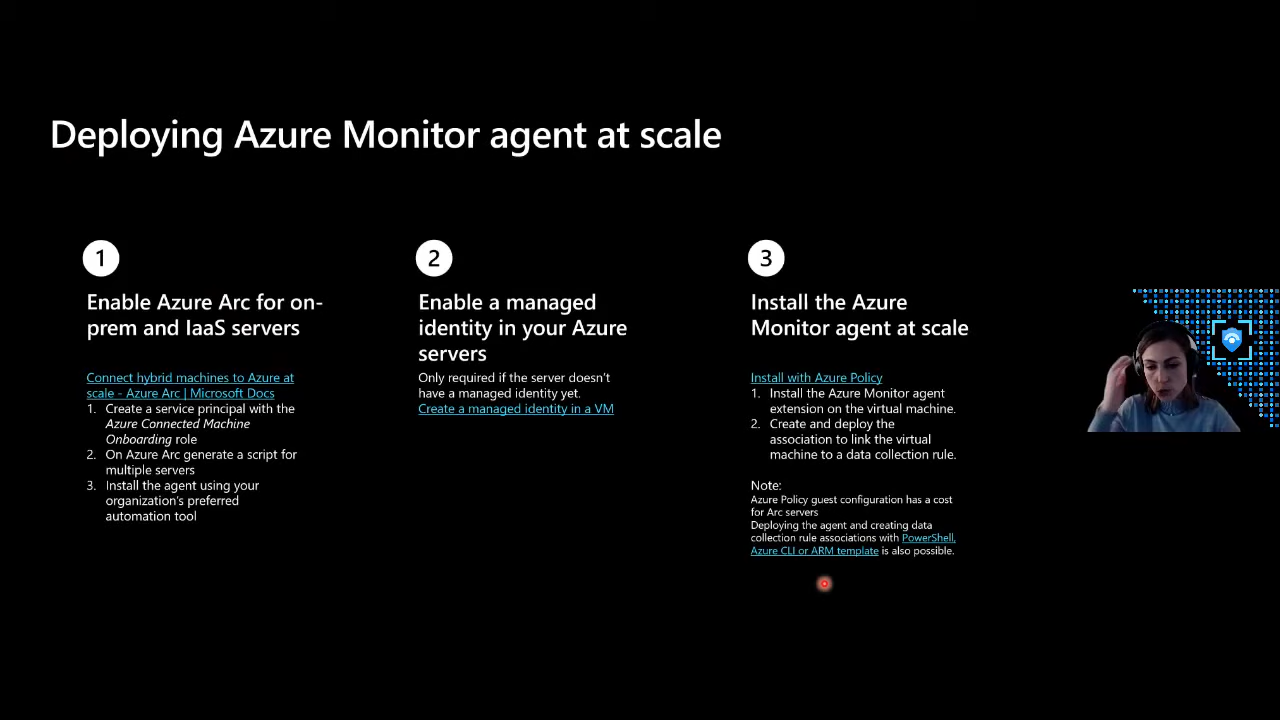 Deploying Azure Monitor agent at scale
1
Enable Azure Arc for on-
prem and IaaS servers
Connect hybrid machines to Azure at
scale - Azure Arc | Microsoft Docs
1. Create a service principal with the
Azure Connected Machine
Onboarding role
2. On Azure Arc generate a script for
multiple servers
3. Install the agent using your
organization's preferred
automation tool
2
Enable a managed
identity in your Azure
servers
Only required if the server doesn't
have a managed identity yet.
Create a managed identity in a VM
3
Install the Azure
Monitor agent at scale
Install with Azure Policy
1. Install the Azure Monitor agent
extension on the virtual machine.
2. Create and deploy the
association to link the virtual
machine to a data collection rule.
Note:
Azure Policy guest configuration has a cost
for Arc servers
Deploying the agent and creating data
collection rule associations with PowerShell,
Azure CLI or ARM template is also possible.